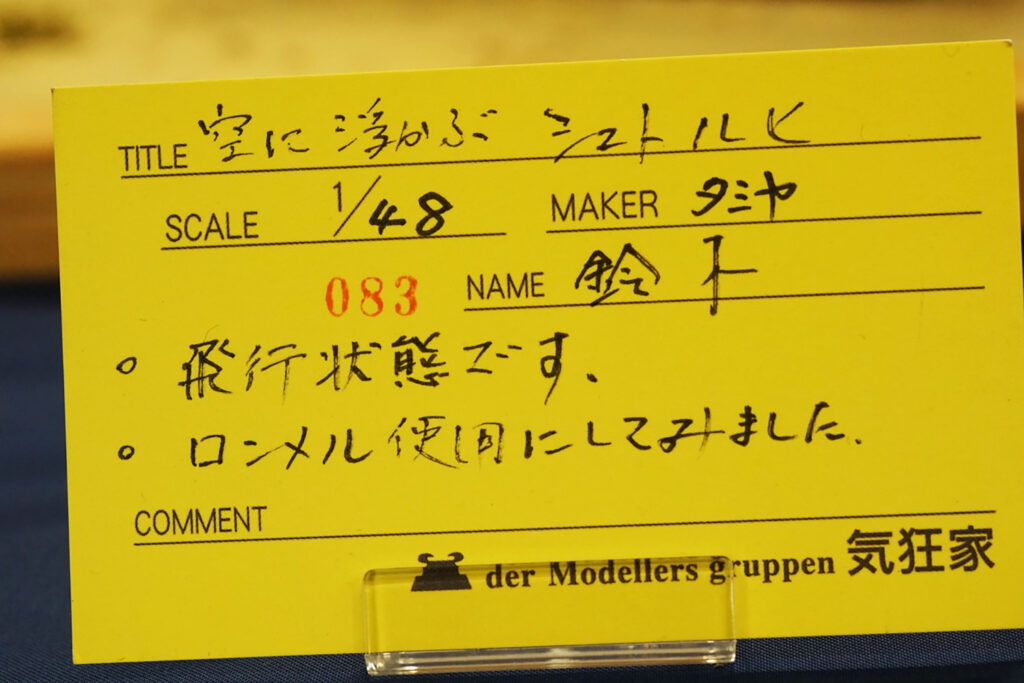 TITLE 空に浮かぶ シュトルヒ
SCALE 1/48 MAKER タミヤ
083 NAME 鈴下
。飛行状態です.
。ロンメル使用にしてみました.
COMMENT
der Modellers gruppen 気狂家